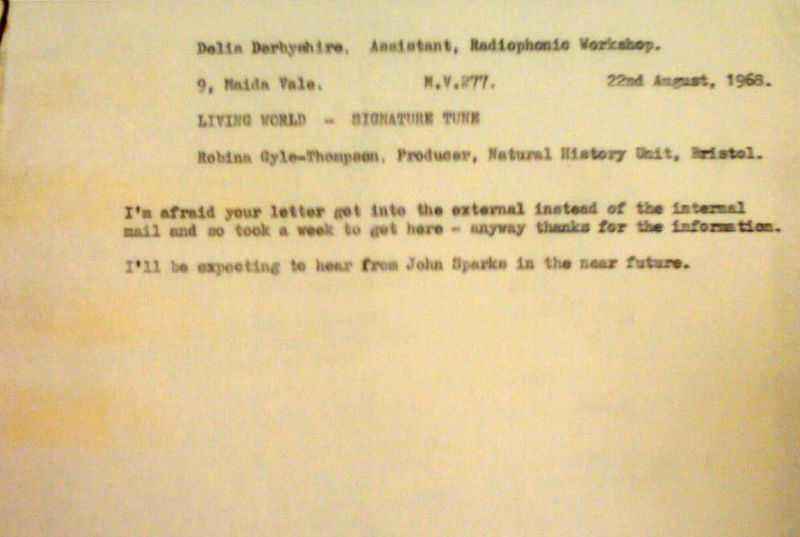 Delia Derbyshire, Assistant, Radiophonic Workshop.
9, Maida Vale. M.V.277. 22nd August, 1968.
LIVING WORLD - SIGNATURE TUNE
Robina Gyle-Thompson, Producer, Natural History Unit, Bristol.
I'm afraid your letter got into the external instead of the internal
mail and so took a week to get here - anyway thanks for the information.
I'll be expecting to hear from John Sparks in the near future.